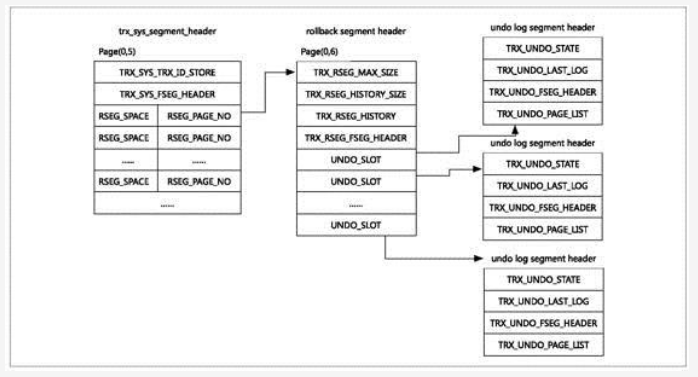 trx_sys_segment_header
Page(0,5)
TRX_SYS_TRX_ID_STORE
TRX_SYS_FSEG_HEADER
RSEG_SPACE RSEG_PAGE_NO
RSEG_SPACE RSEG_PAGE_NO
...... ......
RSEG_SPACE RSEG_PAGE_NO
......
rollback segment header
Page(0,6)
TRX_RSEG_MAX_SIZE
TRX_RSEG_HISTORY_SIZE
TRX_RSEG_HISTORY
TRX_RSEG_FSEG_HEADER
UNDO_SLOT
UNDO_SLOT
......
UNDO_SLOT
undo log segment header
TRX_UNDO_STATE
TRX_UNDO_LAST_LOG
TRX_UNDO_FSEG_HEADER
TRX_UNDO_PAGE_LIST
undo log segment header
TRX_UNDO_STATE
TRX_UNDO_LAST_LOG
TRX_UNDO_FSEG_HEADER
TRX_UNDO_PAGE_LIST
undo log segment header
TRX_UNDO_STATE
TRX_UNDO_LAST_LOG
TRX_UNDO_FSEG_HEADER
TRX_UNDO_PAGE_LIST